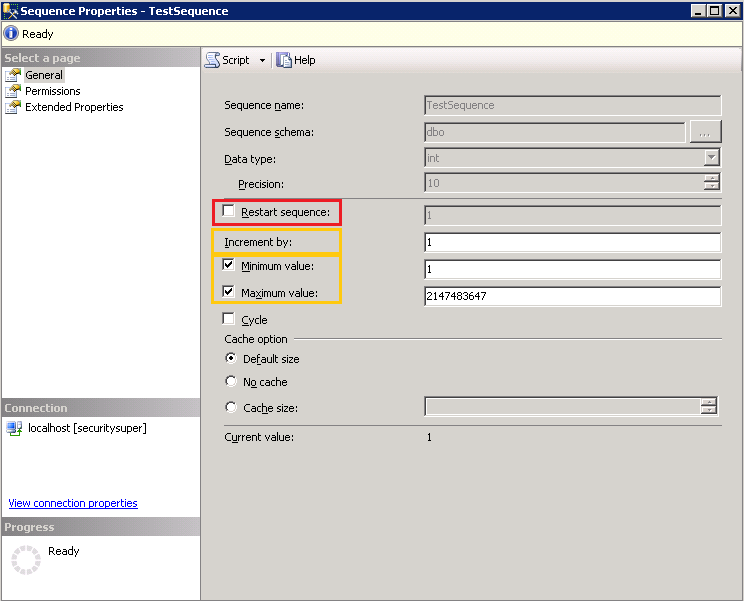 Sequence Properties - TestSequence
Ready
Select a page
General
Permissions
Extended Properties
Script
Help
Sequence name: TestSequence
Sequence schema: dbo ...
Data type: int
Precision: 10
Restart sequence: 1
Increment by: 1
Minimum value: 1
Maximum value: 2147483647
Cycle
Cache option
Default size
No cache
Cache size:
Current value: 1
Connection
localhost [securitysuper]
View connection properties
Progress
Ready